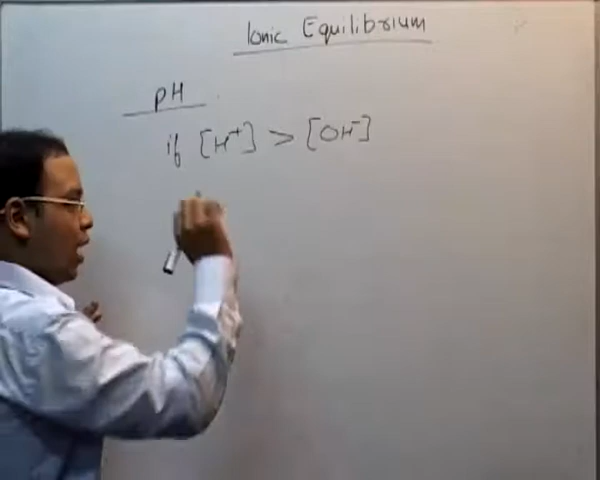 Ionic Equilibrium
pH
if [H⁺] > [OH⁻]